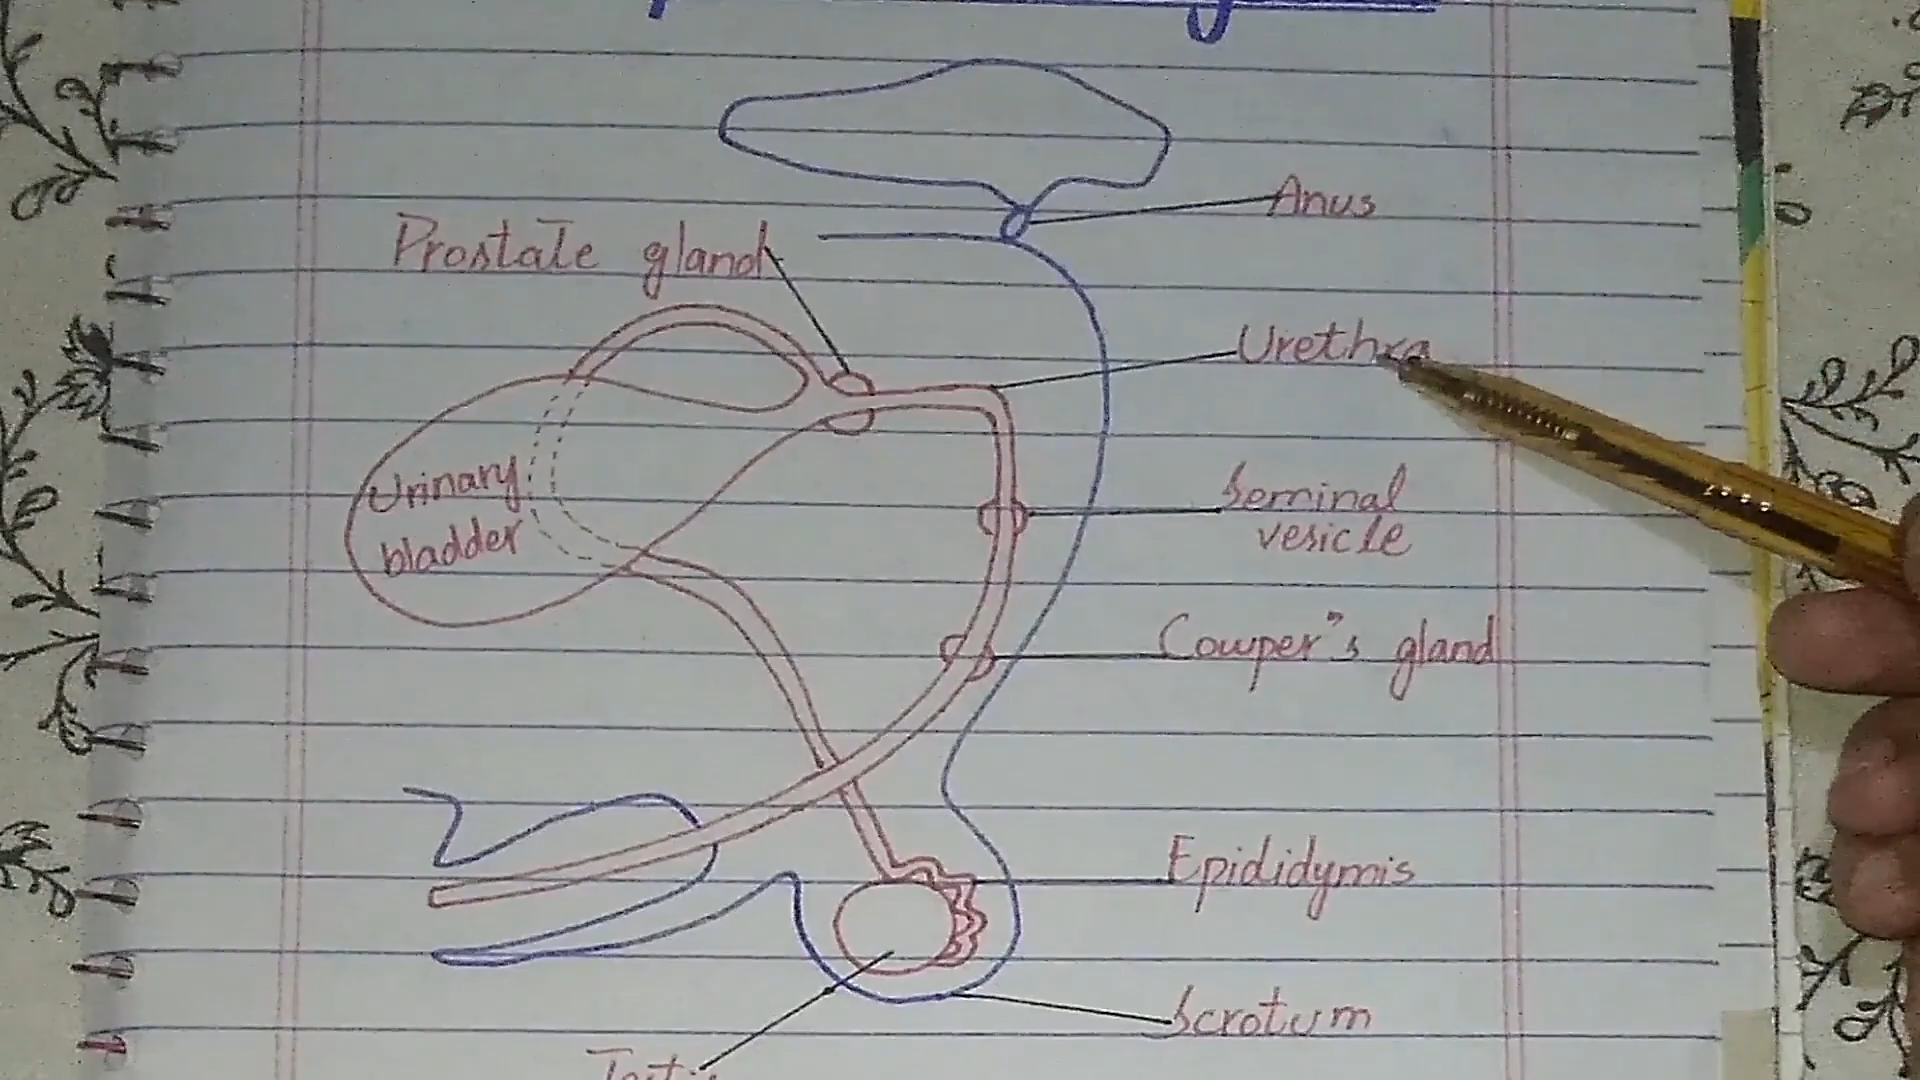 Anus
Prostate gland
Urethra
Urinary
bladder
Seminal
vesicle
Cowper"s gland
Epididymis
Scrotum